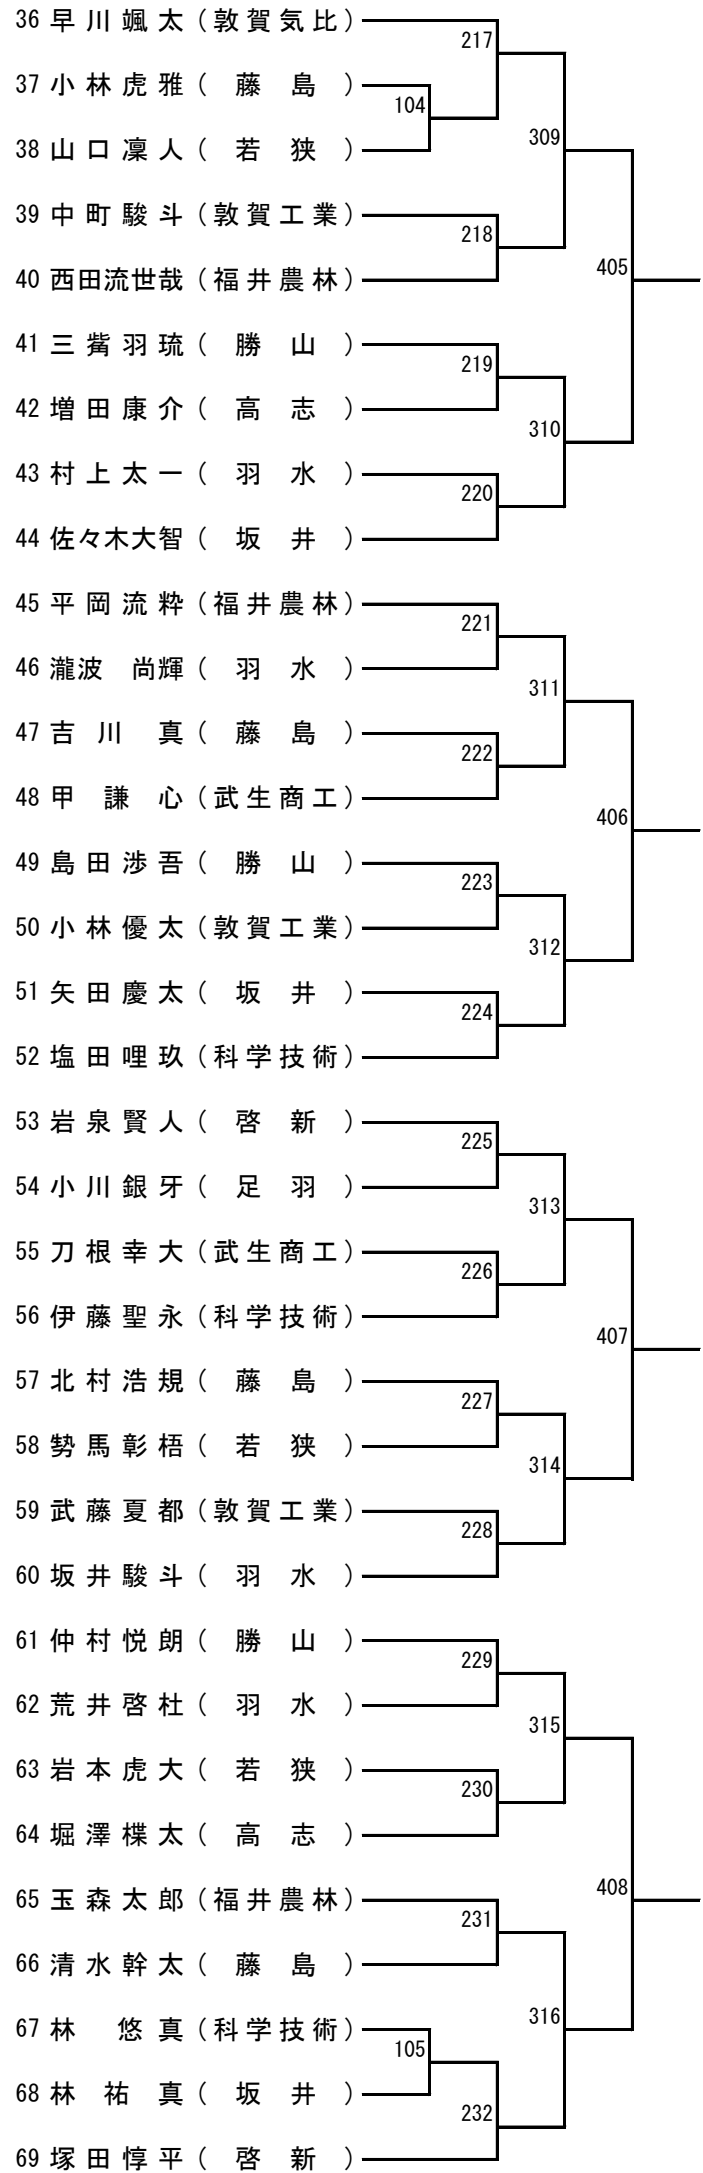 36 早川颯太(敦賀気比)
217
37 小林虎雅(藤島)
104
38 山口凜人(若狭)
309
39 中町駿斗(敦賀工業)
218
40 西田流世哉(福井農林)
405
41 三觜羽琉(勝山)
219
42 増田康介(高志)
310
43 村上太一(羽水)
220
44 佐々木大智(坂井)
45 平岡流粋(福井農林)
221
46 瀧波 尚輝(羽水)
311
47 吉川 真(藤島)
222
48 甲 謙心(武生商工)
406
49 島田渉吾(勝山)
223
50 小林優太(敦賀工業)
312
51 矢田慶太(坂井)
224
52 塩田哩玖(科学技術)
53 岩泉賢人(啓新)
225
54 小川銀牙(足羽)
313
55 刀根幸大(武生商工)
226
56 伊藤聖永(科学技術)
407
57 北村浩規(藤島)
227
58 勢馬彰梧(若狭)
314
59 武藤夏都(敦賀工業)
228
60 坂井駿斗(羽水)
61 仲村悦朗(勝山)
229
62 荒井啓杜(羽水)
315
63 岩本虎大(若狭)
230
64 堀澤楪太(高志)
408
65 玉森太郎(福井農林)
231
66 清水幹太(藤島)
316
67 林 悠真(科学技術)
105
68 林 祐真(坂井)
232
69 塚田惇平(啓新)